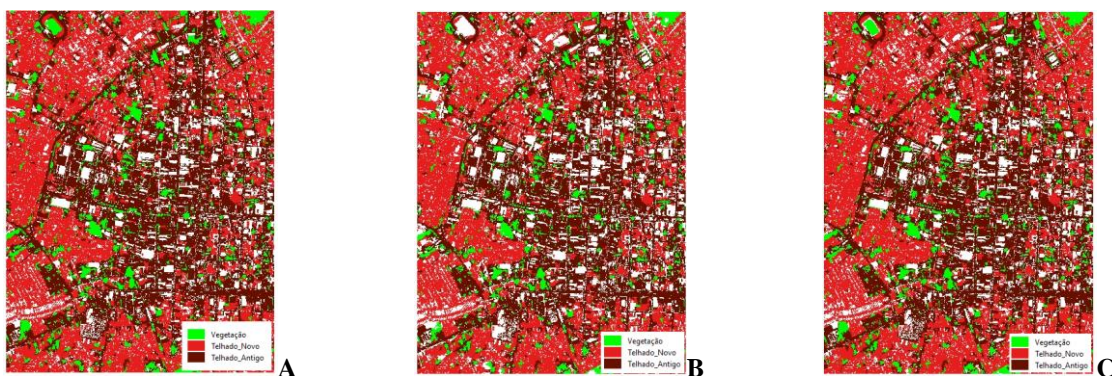 Vegetação
Telhado_Novo
Telhado_Antigo
A
Vegetação
Telhado_Novo
Telhado_Antigo
B
Vegetação
Telhado_Novo
Telhado_Antigo
C